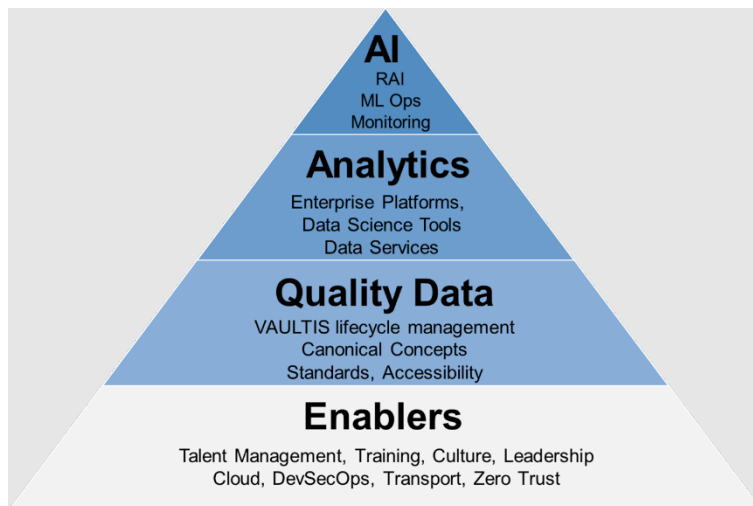 AI
RAI
ML Ops
Monitoring
Analytics
Enterprise Platforms,
Data Science Tools
Data Services
Quality Data
VAULTIS lifecycle management
Canonical Concepts
Standards, Accessibility
Enablers
Talent Management, Training, Culture, Leadership
Cloud, DevSecOps, Transport, Zero Trust